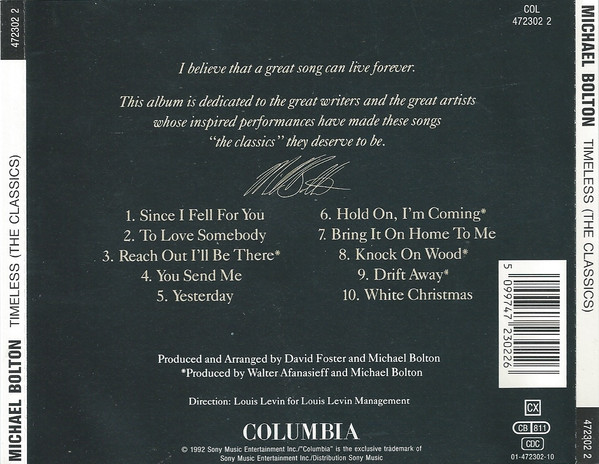 472302 2
MICHAEL BOLTON TIMELESS (THE CLASSICS)
COL
472302 2
I believe that a great song can live forever.
This album is dedicated to the great writers and the great artists
whose inspired performances have made these songs
“the classics” they deserve to be.
1. Since I Fell For You
2. To Love Somebody
3. Reach Out I'll Be There*
4. You Send Me
5. Yesterday
6. Hold On, I'm Coming*
7. Bring It On Home To Me
8. Knock On Wood*
9. Drift Away*
10. White Christmas
5 099747 230226
Produced and Arranged by David Foster and Michael Bolton
*Produced by Walter Afanasieff and Michael Bolton
Direction: Louis Levin for Louis Levin Management
COLUMBIA
© 1992 Sony Music Entertainment Inc./"Columbia" is the exclusive trademark of
Sony Music Entertainment Inc./Distribution Sony Music
CX
CB 811
CDC
01-472302-10
MICHAEL BOLTON TIMELESS (THE CLASSICS)
472302 2